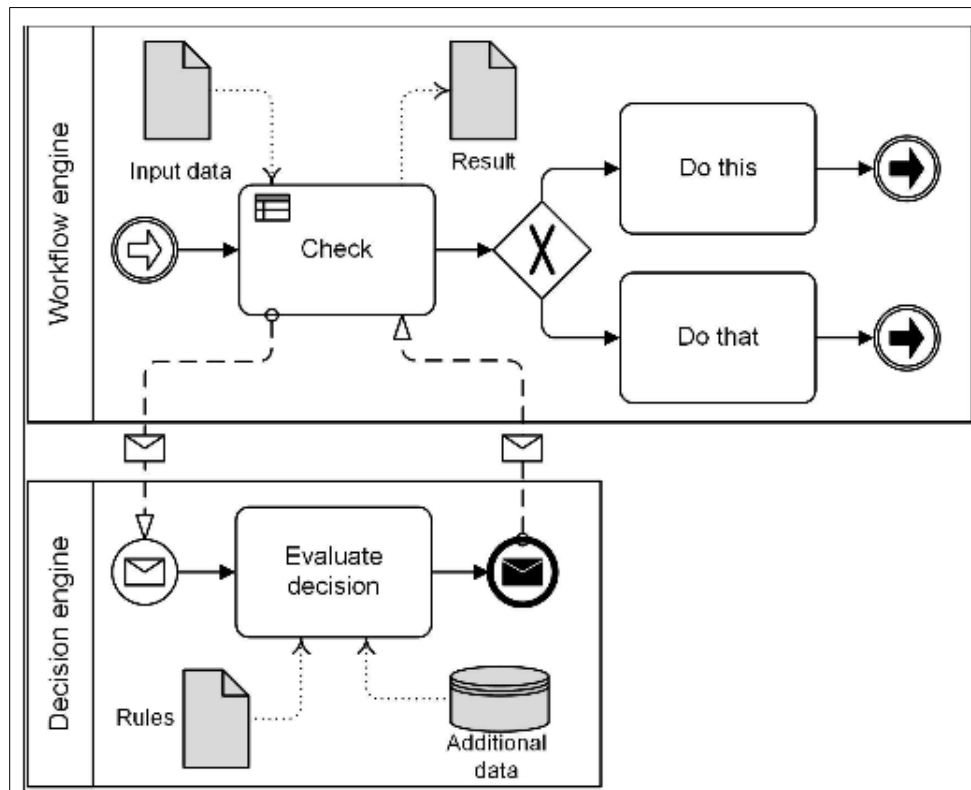 Workflow engine
Input data
Result
Check
Do this
Do that
Decision engine
Evaluate
decision
Rules
Additional
data